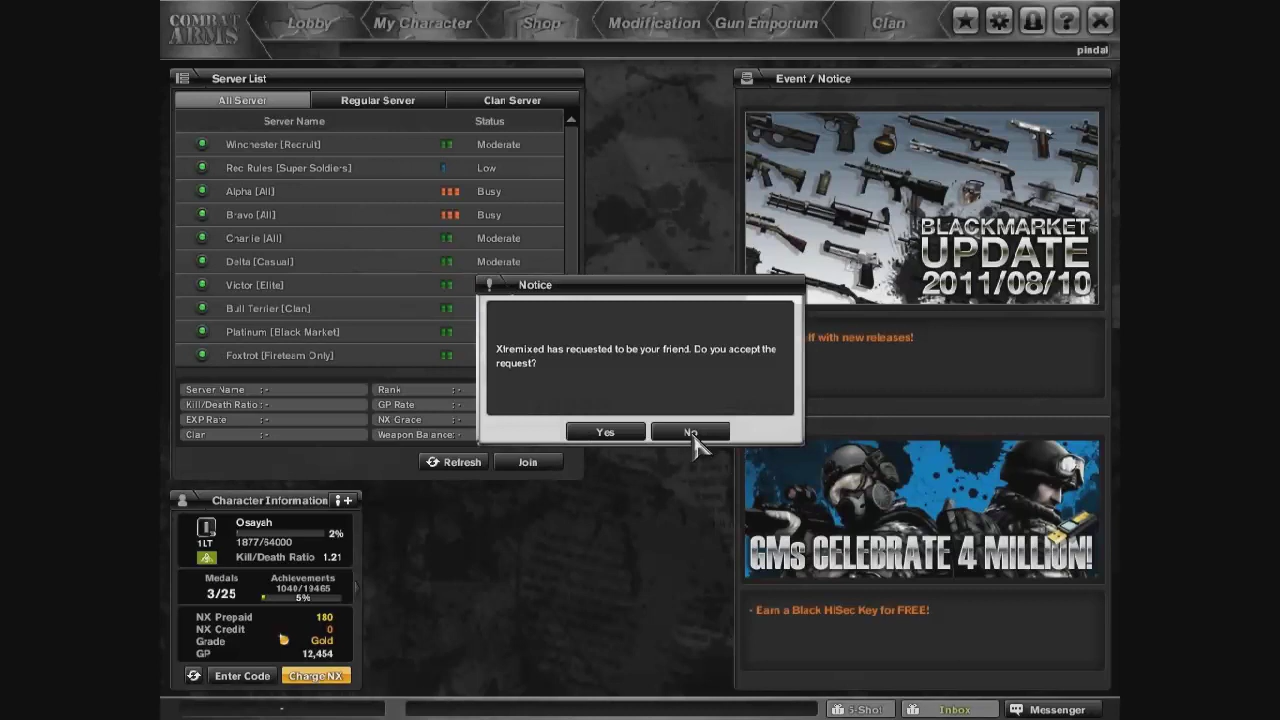 COMBAT ARMS
Lobby
My Character
Shop
Modification
Gun Emporium
Clan
pindal
Server List
All Server
Regular Server
Clan Server
Server Name
Status
Winchester [Recruit]
Moderate
Rec Rules [Super Soldiers]
Low
Alpha [All]
Busy
Bravo [All]
Busy
Charlie [All]
Moderate
Delta [Casual]
Moderate
Victor [Elite]
Bull Terrier [Clan]
Platinum [Black Market]
Foxtrot [Fireteam Only]
Server Name : -
Rank : -
Kill/Death Ratio : -
GP Rate : -
EXP Rate : -
NX Grace : -
Clan : -
Weapon Balance: -
Refresh
Join
Notice
X1remixed has requested to be your friend. Do you accept the
request?
Yes
No
Event / Notice
BLACKMARKET
UPDATE
2011/08/10
lf with new releases!
GMs CELEBRATE 4 MILLION!
- Earn a Black HiSec Key for FREE!
Character Information
Osayah
2%
1LT
1877/64000
Kill/Death Ratio 1.21
Medals
3/25
Achievements
1040/19465
5%
NX Prepaid 180
NX Credit 0
Grade Gold
GP 12,454
Enter Code
Charge NX
-
Inbox
Messenger